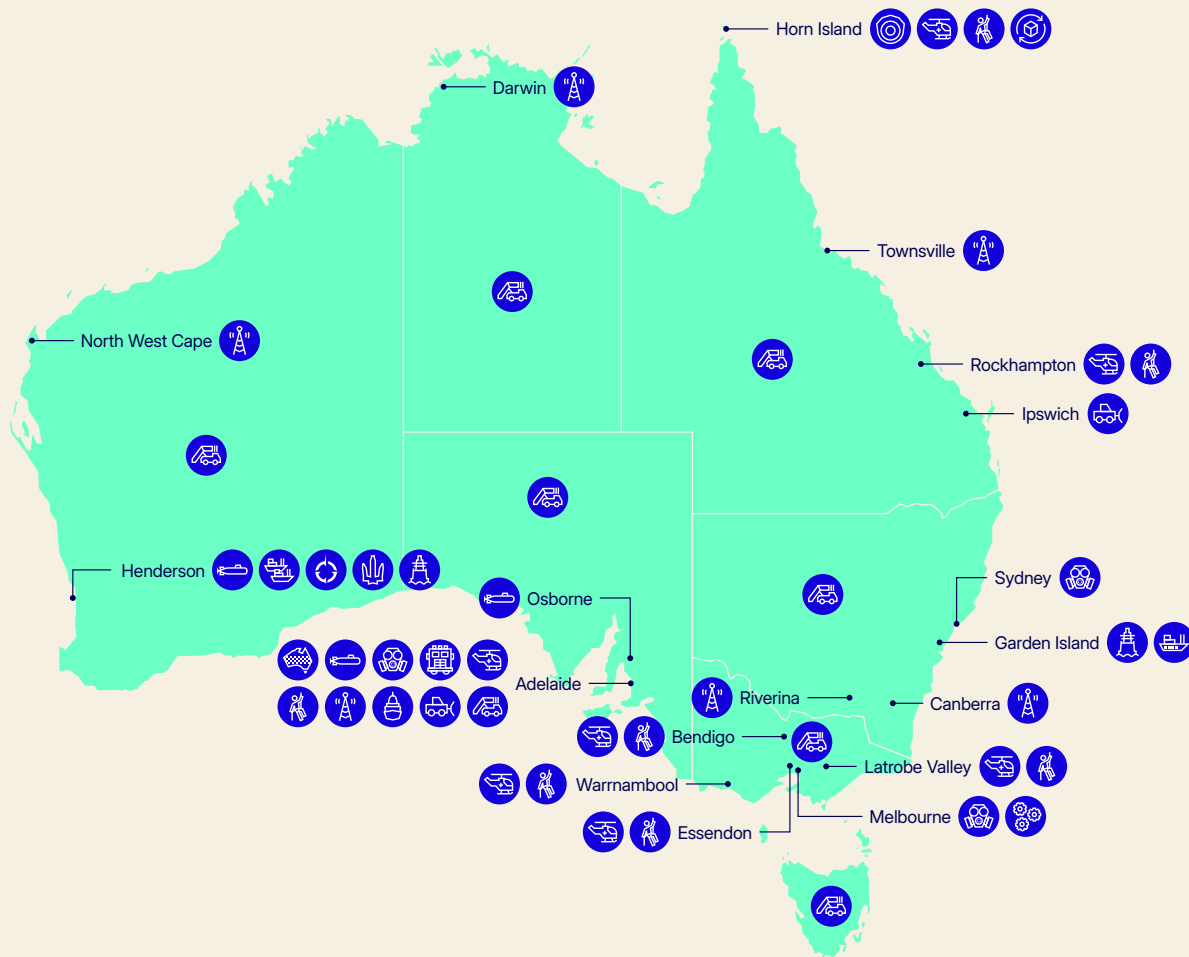 Horn Island
Darwin
Townsville
North West Cape
Rockhampton
Ipswich
Henderson
Sydney
Osborne
Garden Island
Adelaide
Riverina
Canberra
Bendigo
Latrobe Valley
Warrnambool
Melbourne
Essendon